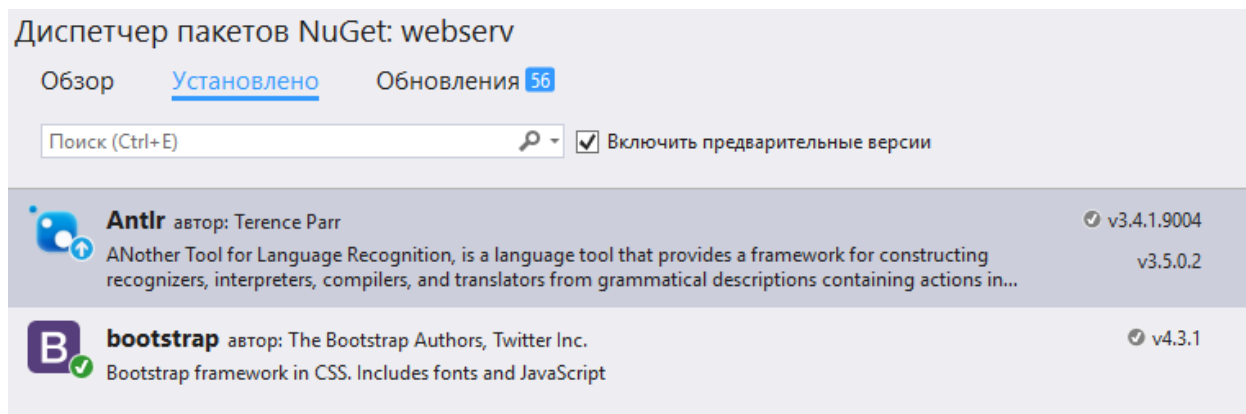 Диспетчер пакетов NuGet: webserv
Обзор Установлено Обновления 56
Поиск (Ctrl+E) Включить предварительные версии
Antlr автор: Terence Parr v3.4.1.9004
ANother Tool for Language Recognition, is a language tool that provides a framework for constructing v3.5.0.2
recognizers, interpreters, compilers, and translators from grammatical descriptions containing actions in...
B bootstrap автор: The Bootstrap Authors, Twitter Inc. v4.3.1
Bootstrap framework in CSS. Includes fonts and JavaScript